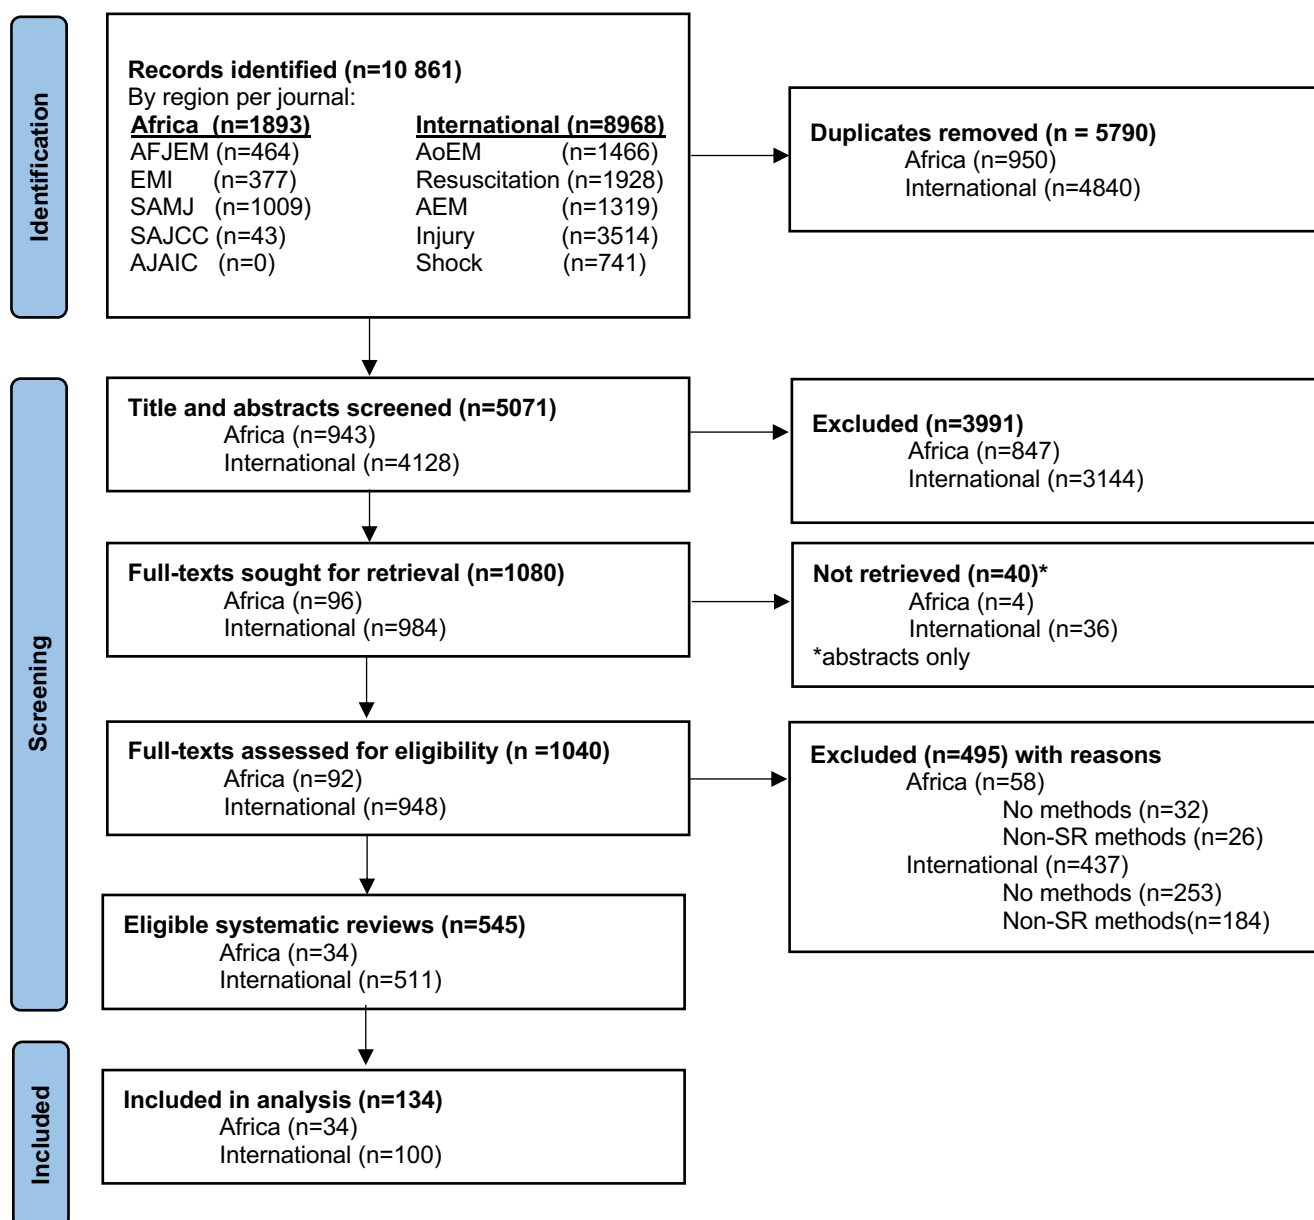 Identification
Records identified (n=10 861)
By region per journal:
Africa (n=1893) International (n=8968)
AFJEM (n=464) AoEM (n=1466)
EMI (n=377) Resuscitation (n=1928)
SAMJ (n=1009) AEM (n=1319)
SAJCC (n=43) Injury (n=3514)
AJAIC (n=0) Shock (n=741)
Duplicates removed (n = 5790)
Africa (n=950)
International (n=4840)
Screening
Title and abstracts screened (n=5071)
Africa (n=943)
International (n=4128)
Excluded (n=3991)
Africa (n=847)
International (n=3144)
Full-texts sought for retrieval (n=1080)
Africa (n=96)
International (n=984)
Not retrieved (n=40)*
Africa (n=4)
International (n=36)
*abstracts only
Full-texts assessed for eligibility (n =1040)
Africa (n=92)
International (n=948)
Excluded (n=495) with reasons
Africa (n=58)
No methods (n=32)
Non-SR methods (n=26)
International (n=437)
No methods (n=253)
Non-SR methods(n=184)
Eligible systematic reviews (n=545)
Africa (n=34)
International (n=511)
Included
Included in analysis (n=134)
Africa (n=34)
International (n=100)